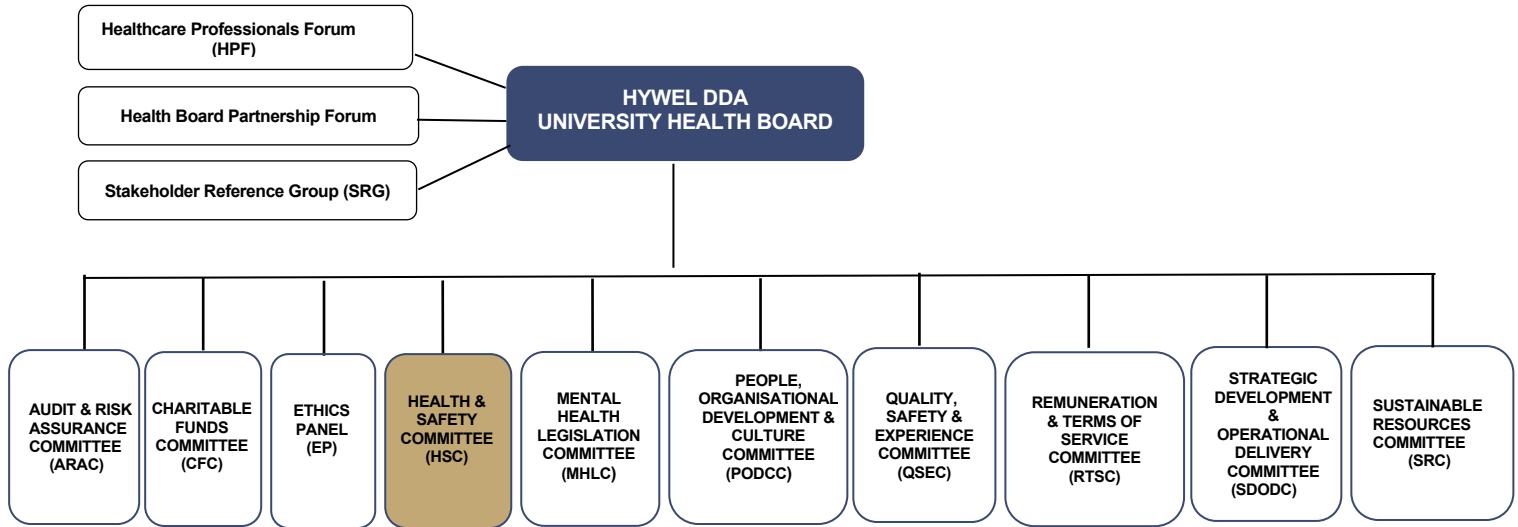 Healthcare Professionals Forum
(HPF)
Health Board Partnership Forum
Stakeholder Reference Group (SRG)
HYWEL DDA
UNIVERSITY HEALTH BOARD
AUDIT & RISK
ASSURANCE
COMMITTEE
(ARAC)
CHARITABLE
FUNDS
COMMITTEE
(CFC)
ETHICS
PANEL
(EP)
HEALTH &
SAFETY
COMMITTEE
(HSC)
MENTAL
HEALTH
LEGISLATION
COMMITTEE
(MHLC)
PEOPLE,
ORGANISATIONAL
DEVELOPMENT &
CULTURE
COMMITTEE
(PODCC)
QUALITY,
SAFETY &
EXPERIENCE
COMMITTEE
(QSEC)
REMUNERATION
& TERMS OF
SERVICE
COMMITTEE
(RTSC)
STRATEGIC
DEVELOPMENT
&
OPERATIONAL
DELIVERY
COMMITTEE
(SDODC)
SUSTAINABLE
RESOURCES
COMMITTEE
(SRC)